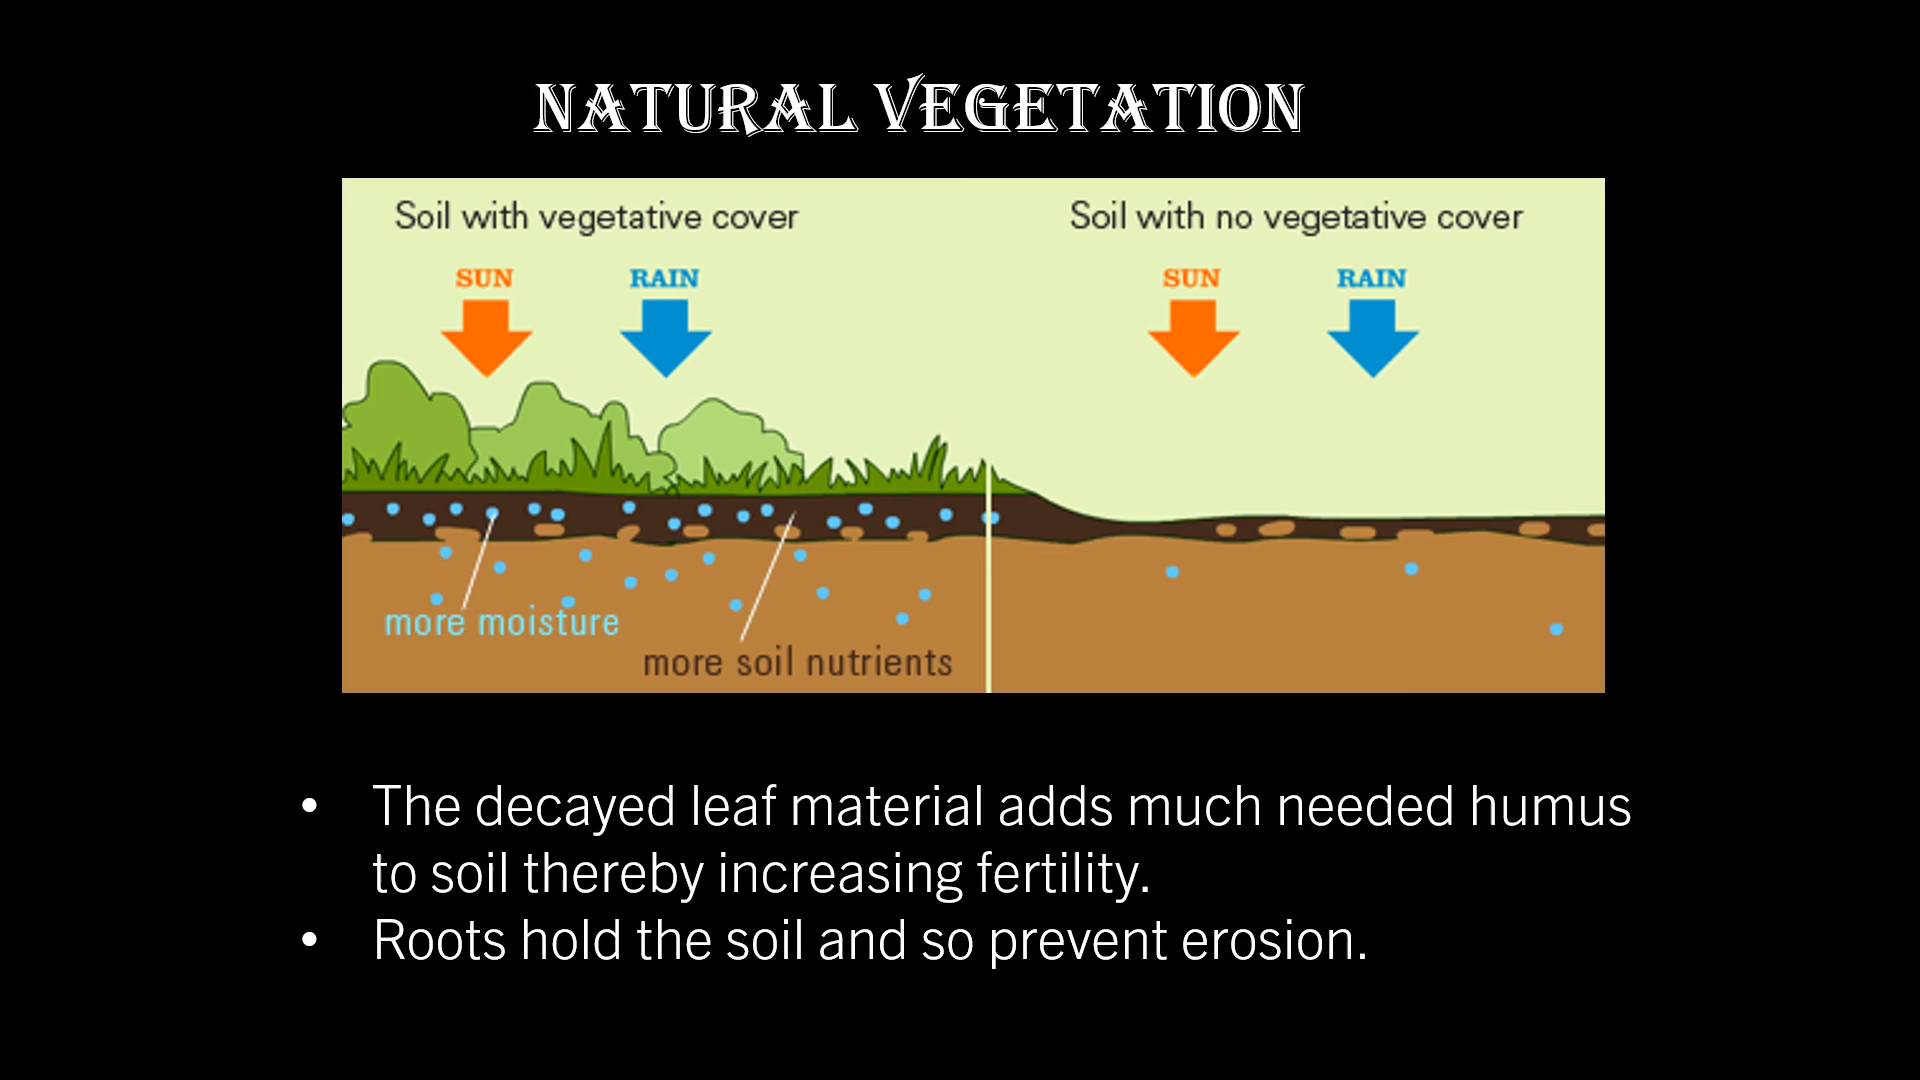 NATURAL VEGETATION
Soil with vegetative cover
Soil with no vegetative cover
SUN
RAIN
SUN
RAIN
more moisture
more soil nutrients
• The decayed leaf material adds much needed humus
to soil thereby increasing fertility.
• Roots hold the soil and so prevent erosion.